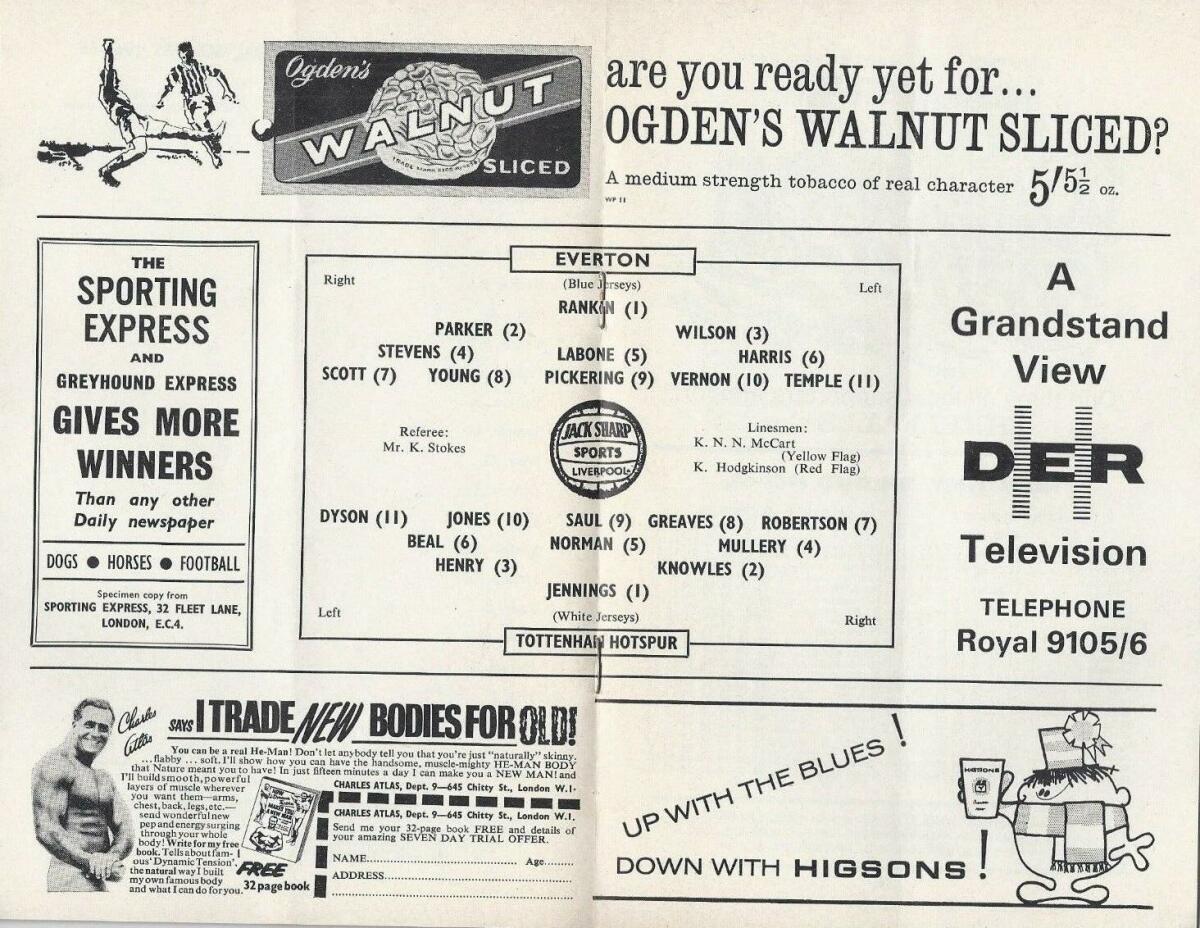 Ogden's
WALNUT
SLICED
are you ready yet for...
OGDEN'S WALNUT SLICED?
A medium strength tobacco of real character 5/5½ oz.
WP 11
THE
SPORTING
EXPRESS
AND
GREYHOUND EXPRESS
GIVES MORE
WINNERS
Than any other
Daily newspaper
DOGS ● HORSES ● FOOTBALL
Specimen copy from
SPORTING EXPRESS, 32 FLEET LANE,
LONDON, E.C.4.
EVERTON
Right (Blue Jerseys) Left
RANKIN (1)
PARKER (2) WILSON (3)
STEVENS (4) LABONE (5) HARRIS (6)
SCOTT (7) YOUNG (8) PICKERING (9) VERNON (10) TEMPLE (11)
Referee:
Mr. K. Stokes
JACK SHARP
SPORTS
LIVERPOOL
Linesmen:
K. N. N. McCart
(Yellow Flag)
K. Hodgkinson (Red Flag)
DYSON (11) JONES (10) SAUL (9) GREAVES (8) ROBERTSON (7)
BEAL (6) NORMAN (5) MULLERY (4)
HENRY (3) KNOWLES (2)
JENNINGS (1)
Left (White Jerseys) Right
TOTTENHAM HOTSPUR
A
Grandstand
View
DER
Television
TELEPHONE
Royal 9105/6
Charles
Atlas
SAYS I TRADE NEW BODIES FOR OLD!
You can be a real He-Man! Don't let anybody tell you that you're just "naturally" skinny.
...flabby ... soft. I'll show how you can have the handsome, muscle-mighty HE-MAN BODY
that Nature meant you to have! In just fifteen minutes a day I can make you a NEW MAN! and
I'll build smooth, powerful
layers of muscle wherever
you want them—arms,
chest, back, legs, etc.—
send wonderful new
pep and energy surging
through your whole
body! Write for my free
book. Tells about fam-
ous 'Dynamic Tension',
the natural way I built
my own famous body
and what I can do for you.
FREE
32 page book
CHARLES ATLAS, Dept. 9—645 Chitty St., London W.1.
CHARLES ATLAS, Dept. 9—645 Chitty St., London W.1.
Send me your 32-page book FREE and details of
your amazing SEVEN DAY TRIAL OFFER.
NAME.......... Age......
ADDRESS..........
UP WITH THE BLUES!
DOWN WITH HIGSONS!
HIGSONS